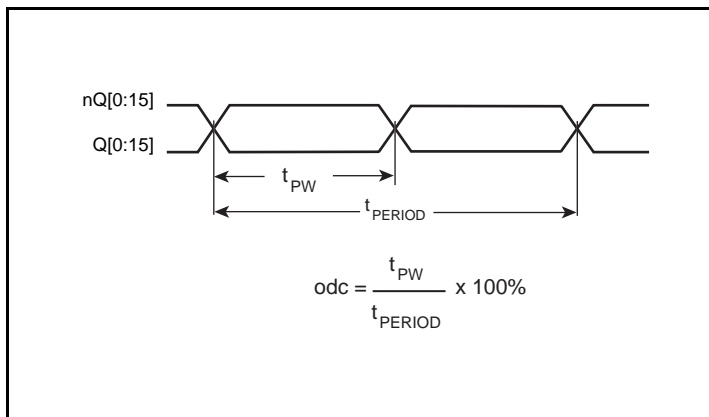 nQ[0:15]
Q[0:15]
tPW
tPERIOD
odc = tPW / tPERIOD x 100%